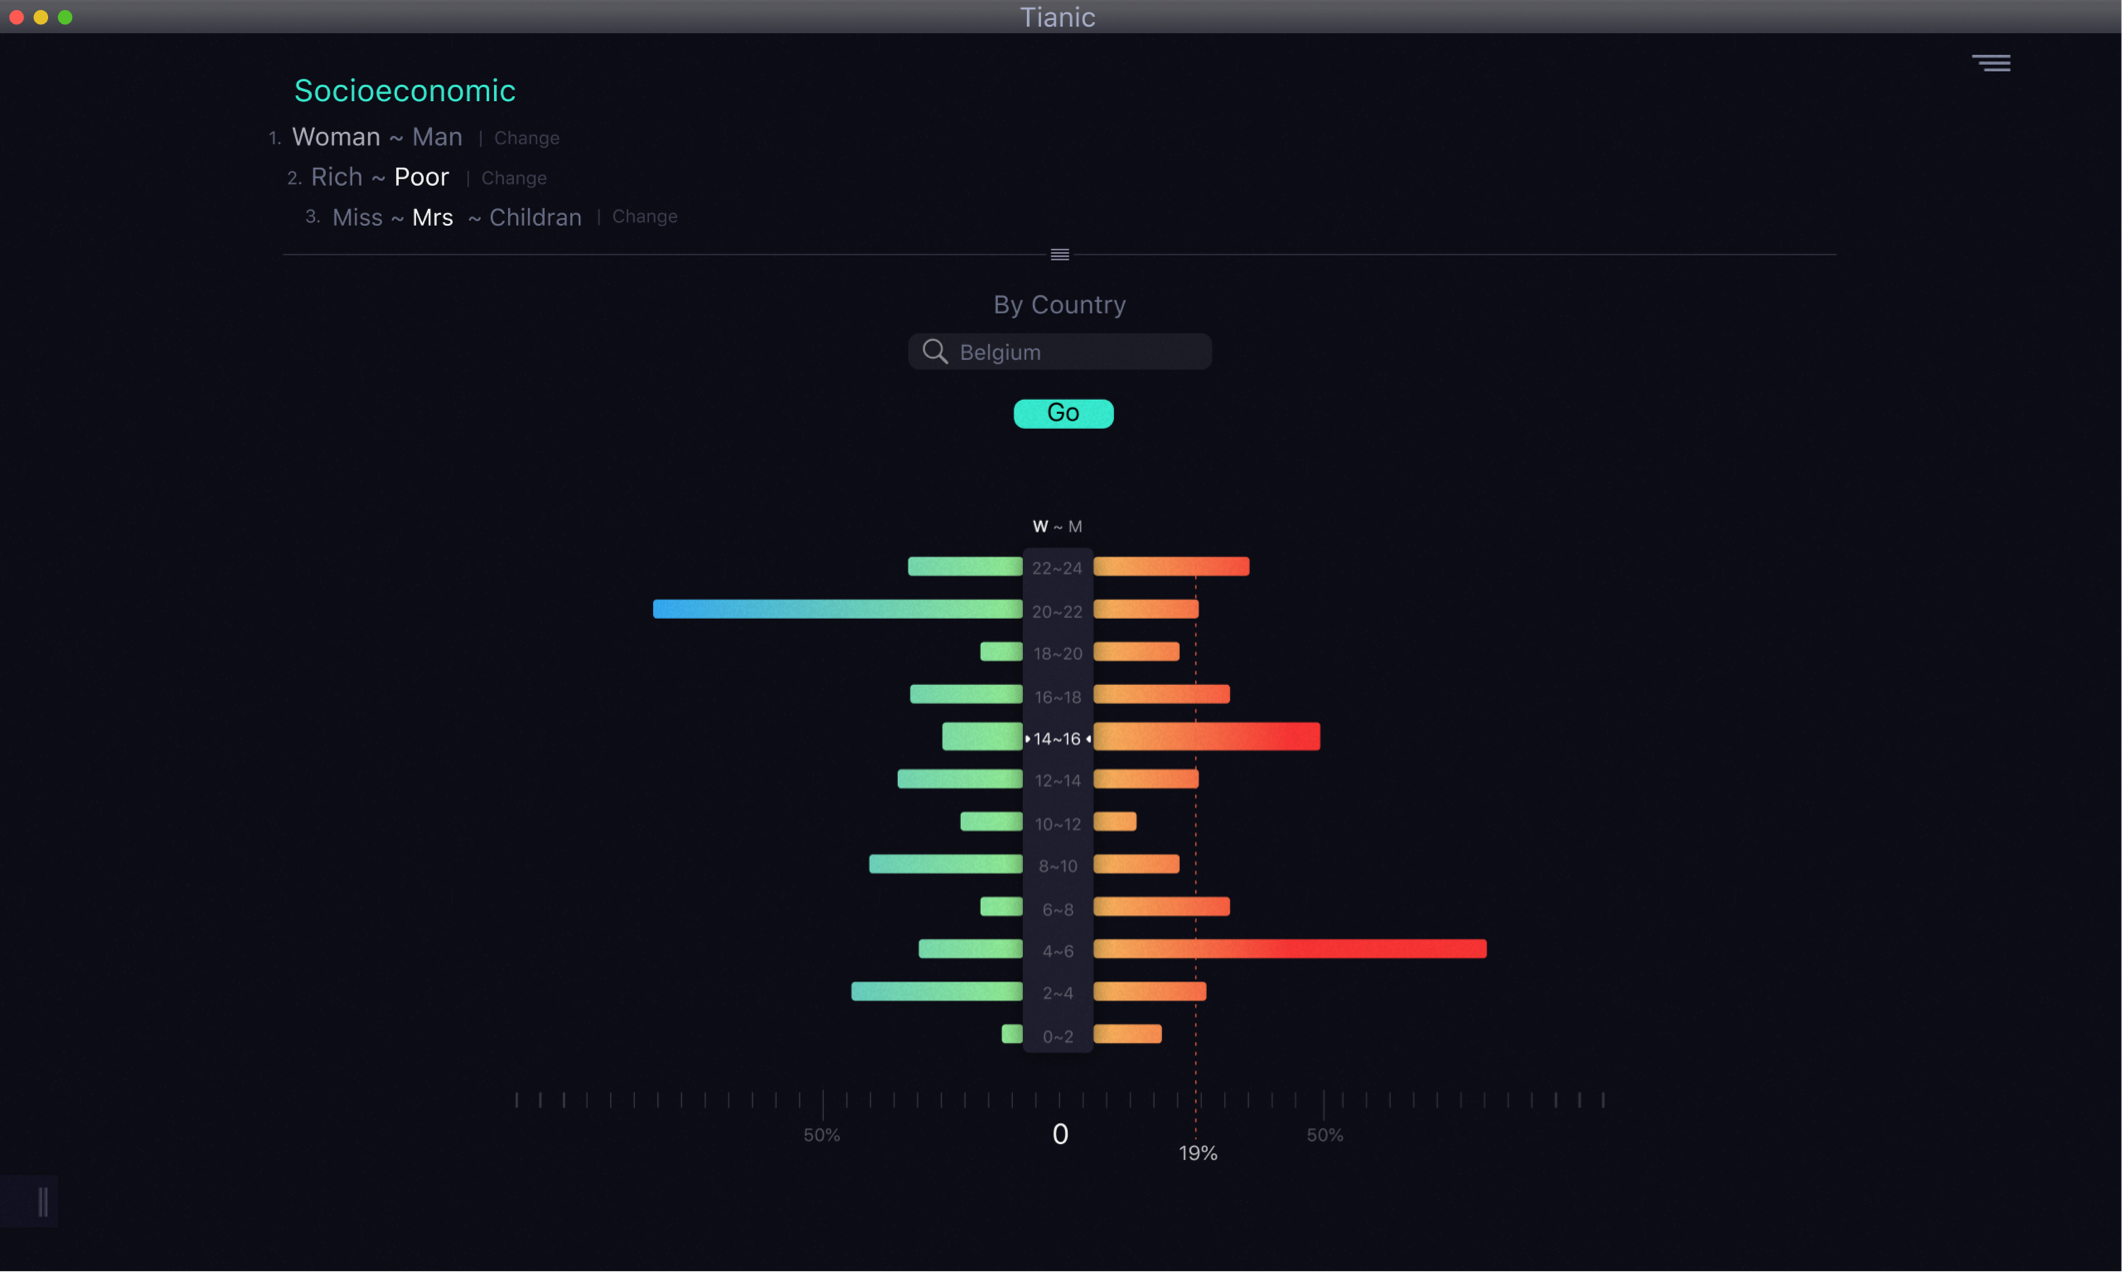 Tianic
Socioeconomic
1. Woman ~ Man | Change
2. Rich ~ Poor | Change
3. Miss ~ Mrs ~ Childran | Change
By Country
Belgium
Go
W ~ M
22~24
20~22
18~20
16~18
14~16
12~14
10~12
8~10
6~8
4~6
2~4
0~2
50% 0 50%
19%